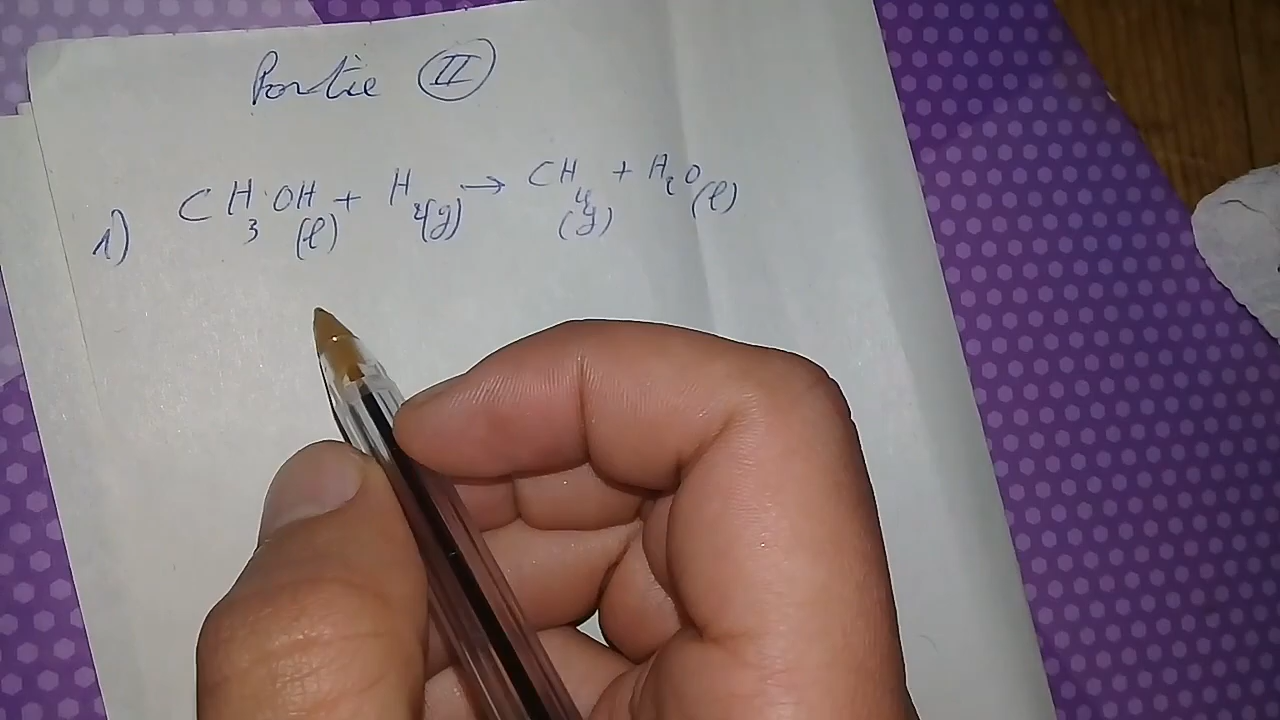 Partie II
1) CH₃OH(l) + H₂(g) → CH₄(g) + H₂O(l)